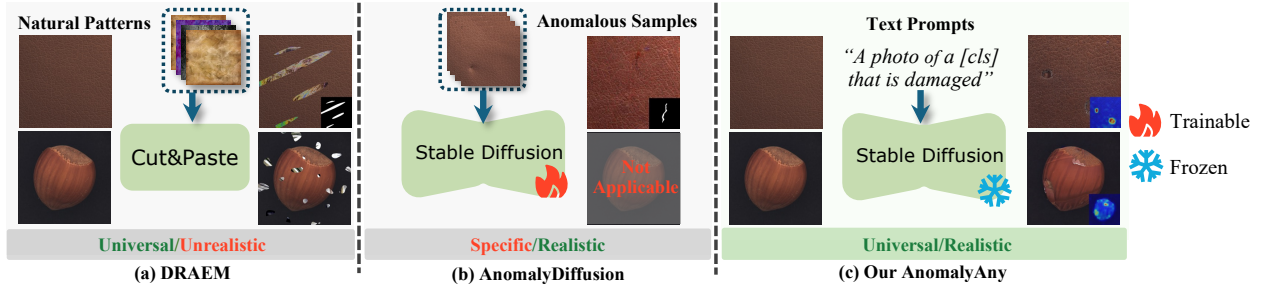 Natural Patterns
Cut&Paste
Universal/Unrealistic
(a) DRAEM
Anomalous Samples
Stable Diffusion
Not
Applicable
Specific/Realistic
(b) AnomalyDiffusion
Text Prompts
“A photo of a [cls]
that is damaged”
Stable Diffusion
Universal/Realistic
(c) Our AnomalyAny
Trainable
Frozen